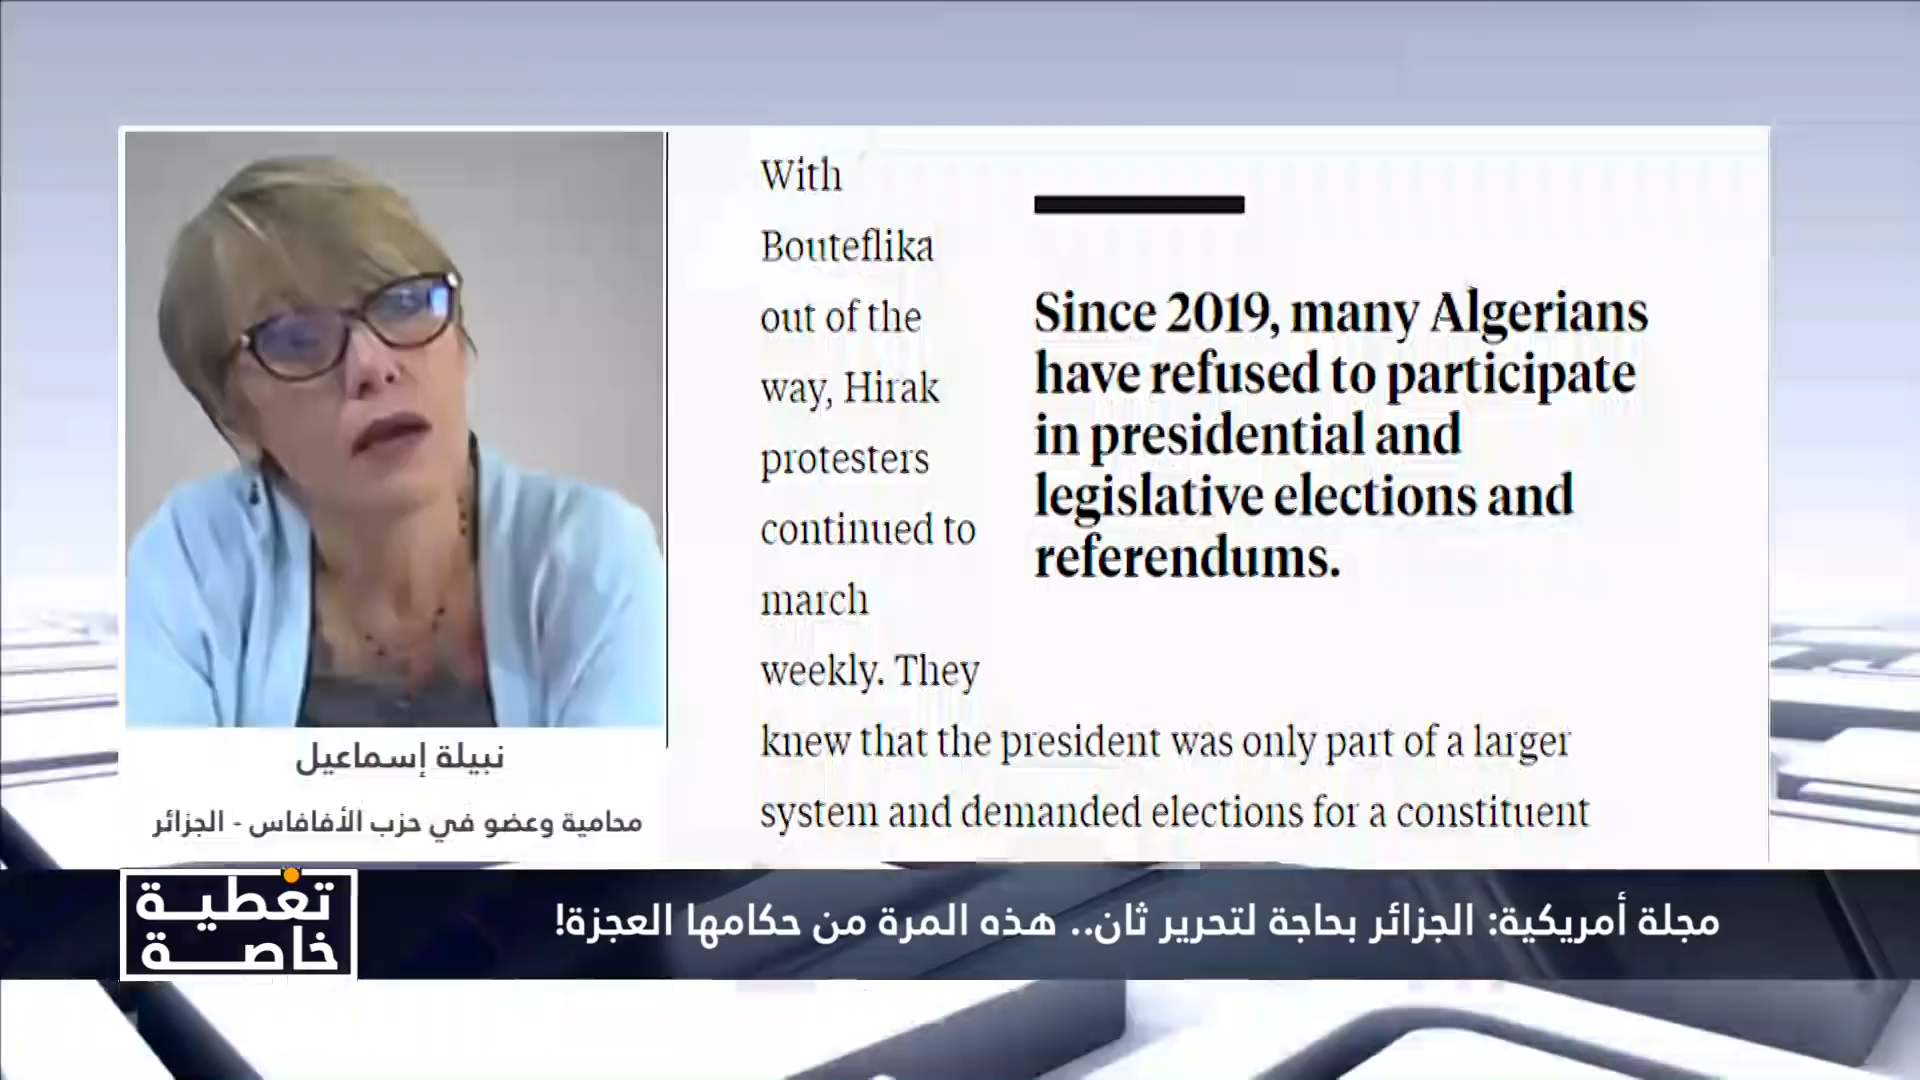 With
Bouteflika
out of the
way, Hirak
protesters
continued to
march
weekly. They
knew that the president was only part of a larger
system and demanded elections for a constituent
Since 2019, many Algerians
have refused to participate
in presidential and
legislative elections and
referendums.
نبيلة إسماعيل
محامية وعضو في حزب الأفافاس - الجزائر
مجلة أمريكية: الجزائر بحاجة لتحرير ثان.. هذه المرة من حكامها العجزة!
تغطية
خاصة